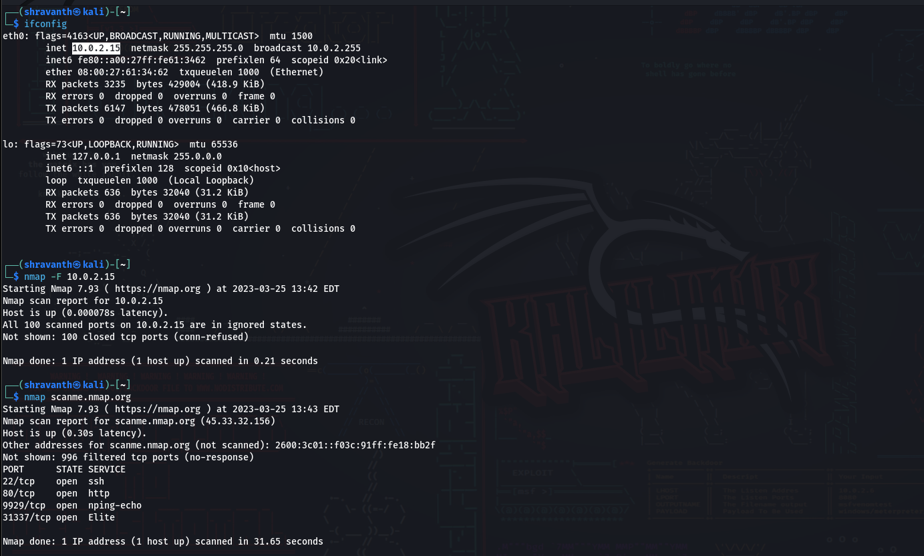 ┌──(shravanth㉿kali)-[~]
└─$ ifconfig
eth0: flags=4163<UP,BROADCAST,RUNNING,MULTICAST>  mtu 1500
        inet 10.0.2.15  netmask 255.255.255.0  broadcast 10.0.2.255
        inet6 fe80::a00:27ff:fe61:3462  prefixlen 64  scopeid 0x20<link>
        ether 08:00:27:61:34:62  txqueuelen 1000  (Ethernet)
        RX packets 3235  bytes 429004 (418.9 KiB)
        RX errors 0  dropped 0  overruns 0  frame 0
        TX packets 6147  bytes 478051 (466.8 KiB)
        TX errors 0  dropped 0 overruns 0  carrier 0  collisions 0
lo: flags=73<UP,LOOPBACK,RUNNING>  mtu 65536
        inet 127.0.0.1  netmask 255.0.0.0
        inet6 ::1  prefixlen 128  scopeid 0x10<host>
        loop  txqueuelen 1000  (Local Loopback)
        RX packets 636  bytes 32040 (31.2 KiB)
        RX errors 0  dropped 0  overruns 0  frame 0
        TX packets 636  bytes 32040 (31.2 KiB)
        TX errors 0  dropped 0 overruns 0  carrier 0  collisions 0
┌──(shravanth㉿kali)-[~]
└─$ nmap -F 10.0.2.15
Starting Nmap 7.93 ( https://nmap.org ) at 2023-03-25 13:42 EDT
Nmap scan report for 10.0.2.15
Host is up (0.000078s latency).
All 100 scanned ports on 10.0.2.15 are in ignored states.
Not shown: 100 closed tcp ports (conn-refused)
Nmap done: 1 IP address (1 host up) scanned in 0.21 seconds
┌──(shravanth㉿kali)-[~]
└─$ nmap scanme.nmap.org
Starting Nmap 7.93 ( https://nmap.org ) at 2023-03-25 13:43 EDT
Nmap scan report for scanme.nmap.org (45.33.32.156)
Host is up (0.30s latency).
Other addresses for scanme.nmap.org (not scanned): 2600:3c01::f03c:91ff:fe18:bb2f
Not shown: 996 filtered tcp ports (no-response)
PORT      STATE SERVICE
22/tcp    open  ssh
80/tcp    open  http
9929/tcp  open  nping-echo
31337/tcp open  Elite
Nmap done: 1 IP address (1 host up) scanned in 31.65 seconds
KALI LINUX